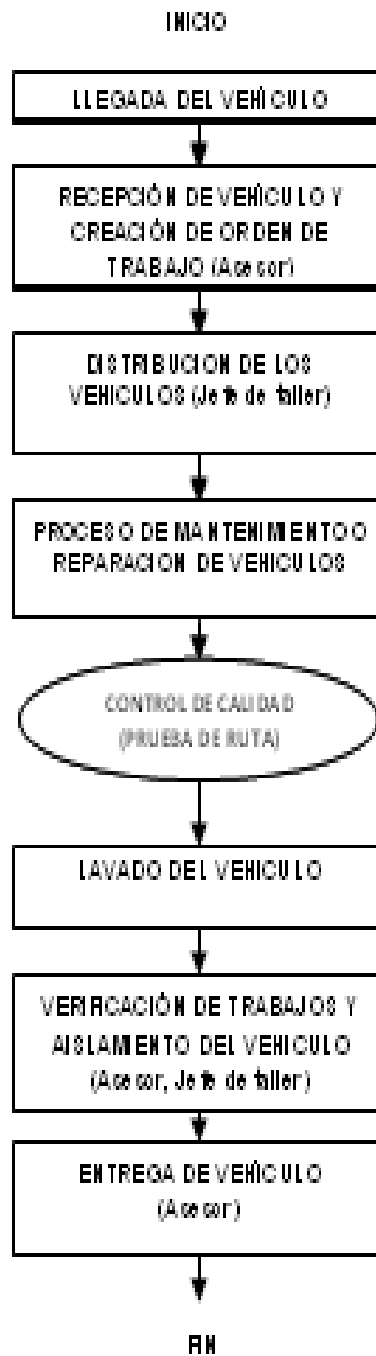 INICIO
LLEGADA DEL VEHÍCULO
RECEPCIÓN DE VEHÍCULO Y
CREACIÓN DE ORDEN DE
TRABAJO (Asesor)
DISTRIBUCION DE LOS
VEHICULOS (Jefe de taller)
PROCESO DE MANTENIMIENTO O
REPARACION DE VEHICULOS
CONTROL DE CALIDAD
(PRUEBA DE RUTA)
LAVADO DEL VEHICULO
VERIFICACIÓN DE TRABAJOS Y
AISLAMIENTO DEL VEHICULO
(Asesor, Jefe de taller)
ENTREGA DE VEHÍCULO
(Asesor)
FIN